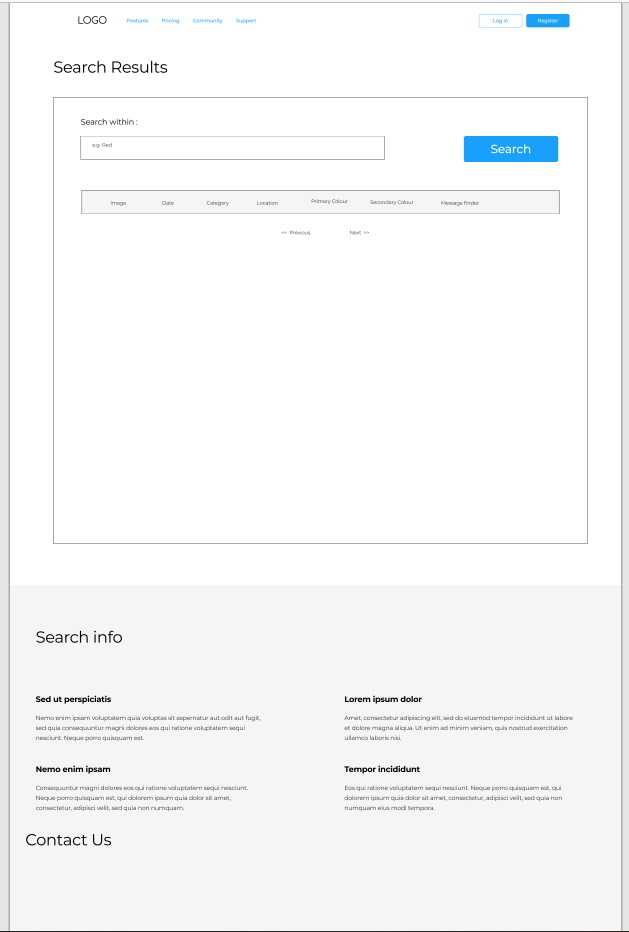 LOGO Features Pricing Community Support Log In Register
Search Results
Search within :
e.g Red
Search
Image Date Category Location Primary Colour Secondary Colour Message finder
<< Previous Next >>
Search info
Sed ut perspiciatis
Nemo enim ipsam voluptatem quia voluptas sit aspernatur aut odit aut fugit,
sed quia consequuntur magni dolores eos qui ratione voluptatem sequi
nesciunt. Neque porro quisquam est.
Lorem ipsum dolor
Amet, consectetur adipiscing elit, sed do eiusmod tempor incididunt ut labore
et dolore magna aliqua. Ut enim ad minim veniam, quis nostrud exercitation
ullamco laboris nisi.
Nemo enim ipsam
Consequuntur magni dolores eos qui ratione voluptatem sequi nesciunt.
Neque porro quisquam est, qui dolorem ipsum quia dolor sit amet,
consectetur, adipisci velit, sed quia non numquam.
Tempor incididunt
Eos qui ratione voluptatem sequi nesciunt. Neque porro quisquam est, qui
dolorem ipsum quia dolor sit amet, consectetur, adipisci velit, sed quia non
numquam eius modi tempora.
Contact Us